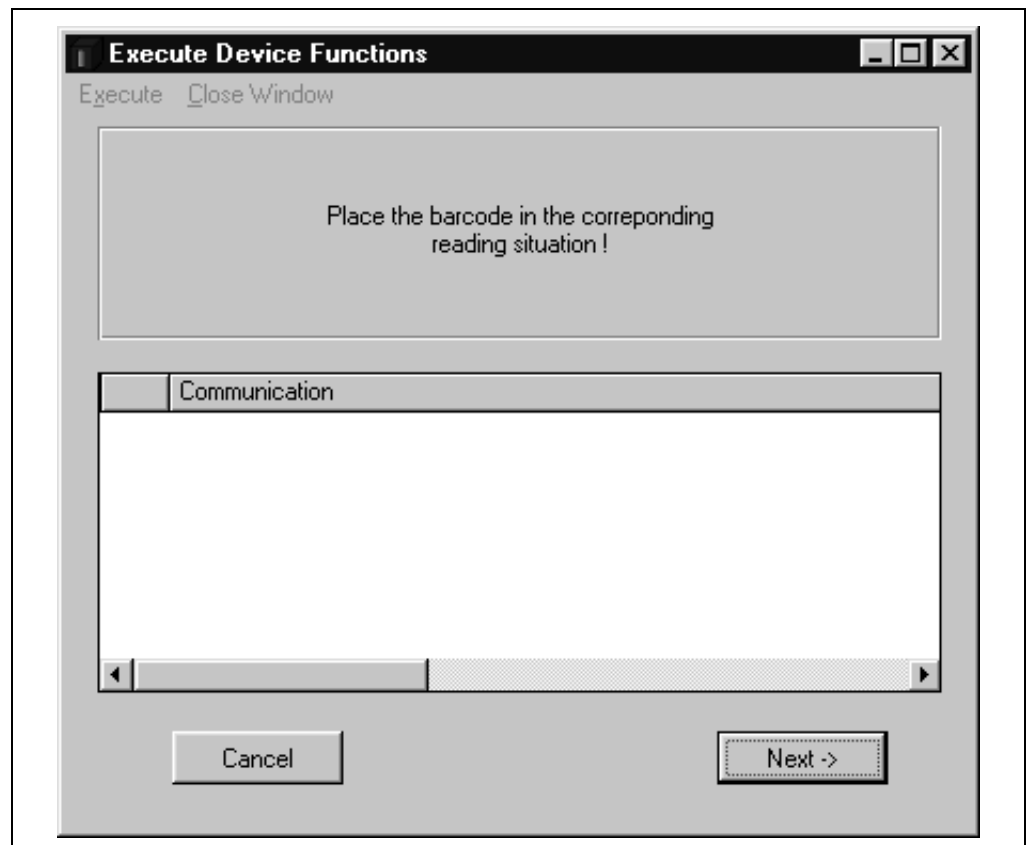 Execute Device Functions
Execute Close Window
Place the barcode in the correponding
reading situation !
Communication
Cancel Next ->